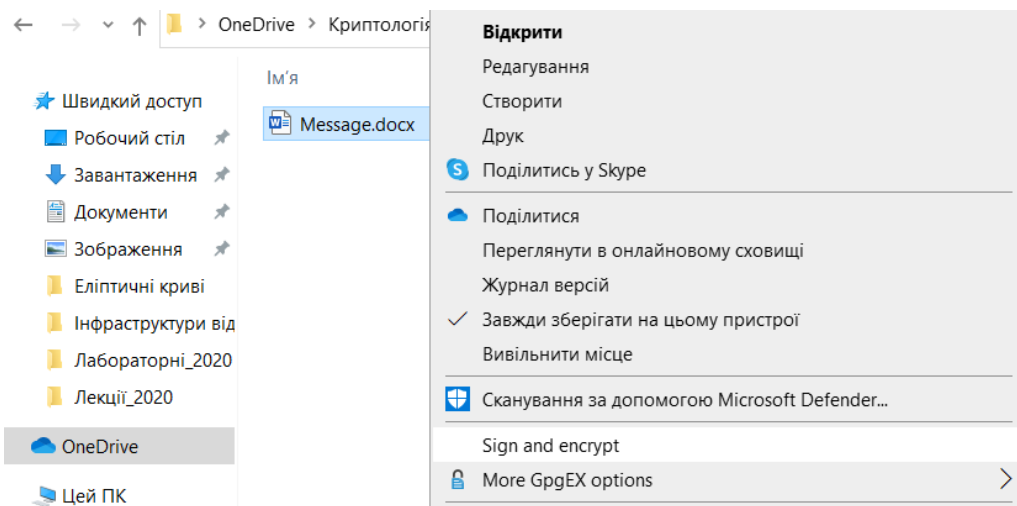 OneDrive > Криптологія
Ім'я
Швидкий доступ
Робочий стіл
Завантаження
Документи
Зображення
Еліптичні криві
Інфраструктури від
Лабораторні_2020
Лекції_2020
OneDrive
Цей ПК
Message.docx
Відкрити
Редагування
Створити
Друк
Поділитись у Skype
Поділитися
Переглянути в онлайновому сховищі
Журнал версій
Завжди зберігати на цьому пристрої
Вивільнити місце
Сканування за допомогою Microsoft Defender...
Sign and encrypt
More GpgEX options